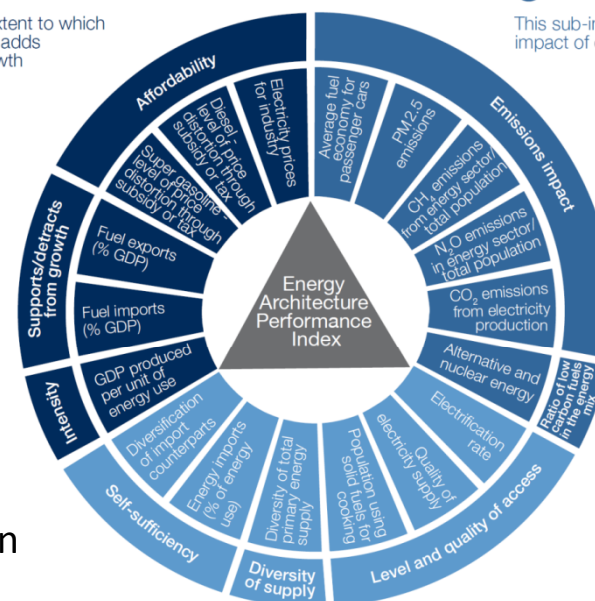 xtent to which
adds
wth
This sub-in
impact of
Affordability
Electricity prices
for industry
Diesel -
level of price
distortion through
subsidy or tax
Super gasoline -
level of price
distortion through
subsidy or tax
Supports/detracts
from growth
Fuel exports
(% GDP)
Fuel imports
(% GDP)
Intensity
GDP produced
per unit of
energy use
Emissions impact
Average fuel
economy for
passenger cars
PM2.5
emissions
CH₄ emissions
from energy sector/
total population
N₂O emissions
in energy sector/
total population
CO₂ emissions
from electricity
production
Ratio of low
carbon fuels
in the energy
mix
Alternative and
nuclear energy
Level and quality of access
Electrification
rate
Quality of
electricity supply
Population using
solid fuels for
cooking
Diversity
of supply
Diversity of total
primary energy
supply
Self-sufficiency
Energy imports
(% of energy
use)
Diversification
of import
counterparts
Energy
Architecture
Performance
Index
n